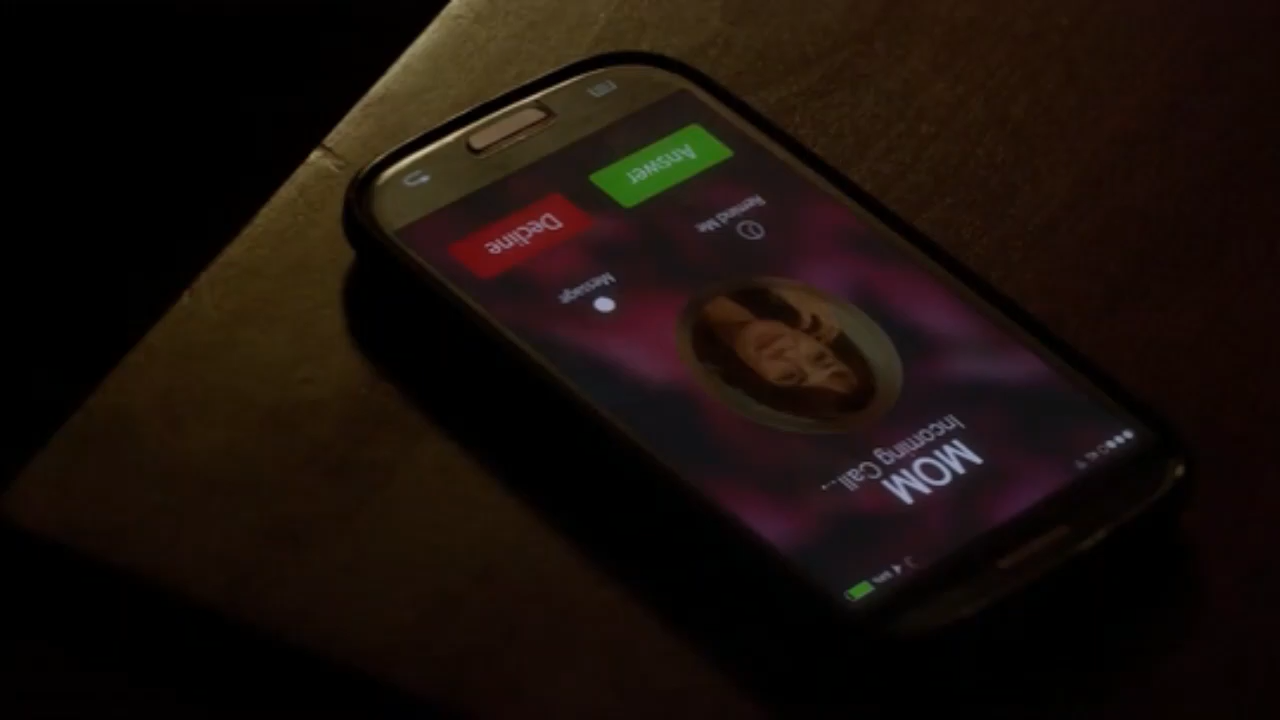 MOM
Incoming Call...
Message
Remind Me
Decline
Answer